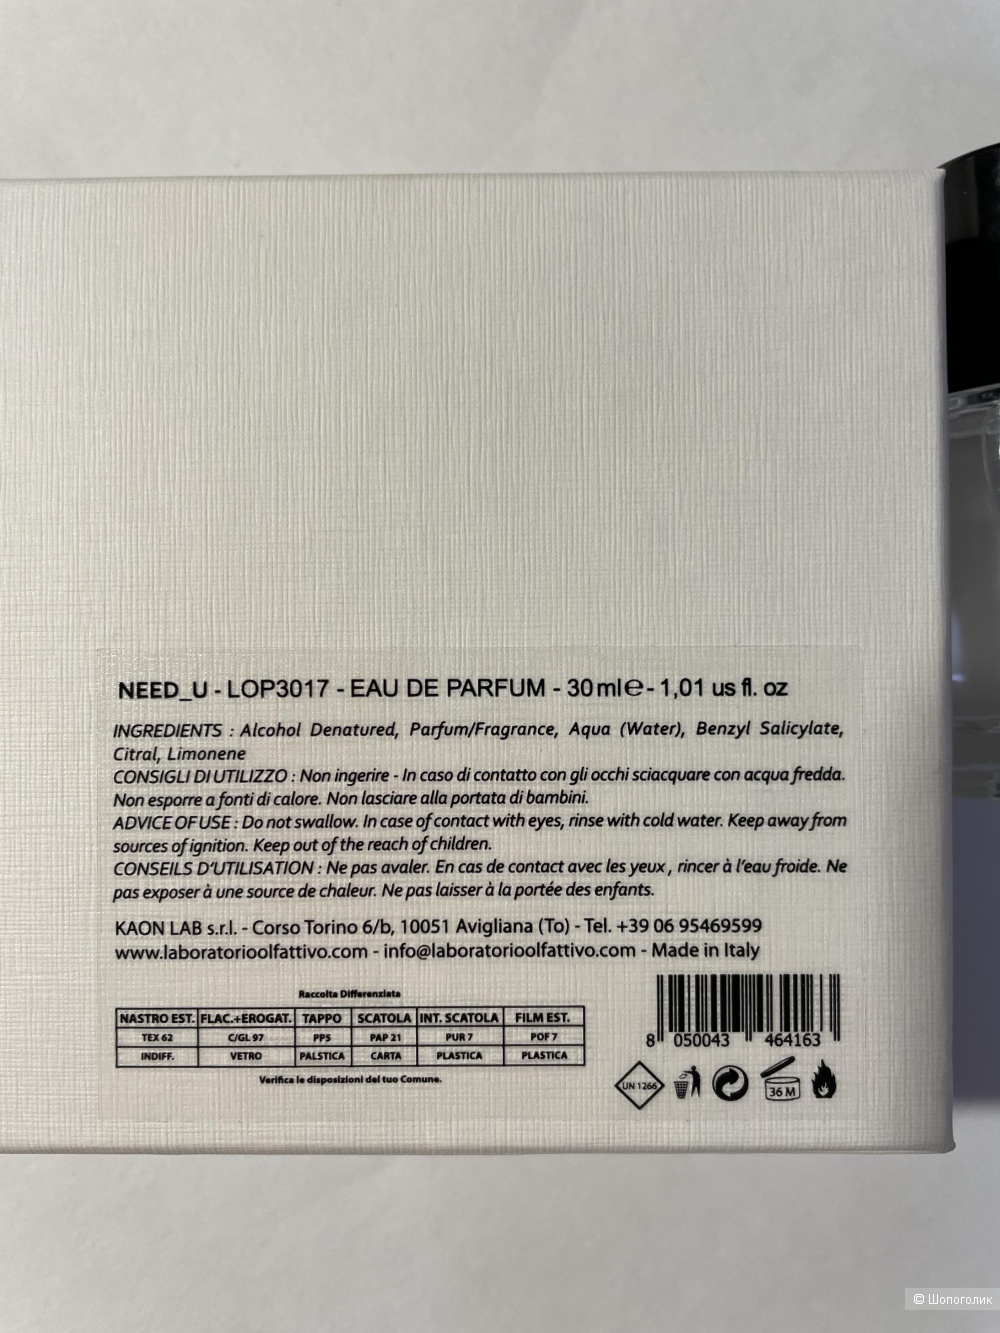 NEED_U - LOP3017 - EAU DE PARFUM - 30 ml ℮ - 1,01 us fl. oz
INGREDIENTS : Alcohol Denatured, Parfum/Fragrance, Aqua (Water), Benzyl Salicylate,
Citral, Limonene
CONSIGLI DI UTILIZZO : Non ingerire - In caso di contatto con gli occhi sciacquare con acqua fredda.
Non esporre a fonti di calore. Non lasciare alla portata di bambini.
ADVICE OF USE : Do not swallow. In case of contact with eyes, rinse with cold water. Keep away from
sources of ignition. Keep out of the reach of children.
CONSEILS D'UTILISATION : Ne pas avaler. En cas de contact avec les yeux , rincer à l'eau froide. Ne
pas exposer à une source de chaleur. Ne pas laisser à la portée des enfants.
KAON LAB s.r.l. - Corso Torino 6/b, 10051 Avigliana (To) - Tel. +39 06 95469599
www.laboratorioolfattivo.com - info@laboratorioolfattivo.com - Made in Italy
Raccolta Differenziata
NASTRO EST. FLAC.+EROGAT. TAPPO SCATOLA INT. SCATOLA FILM EST.
TEX 62 C/GL 97 PP5 PAP 21 PUR 7 POF 7
INDIFF. VETRO PALSTICA CARTA PLASTICA PLASTICA
Verifica le disposizioni del tuo Comune.
8 050043 464163
UN 1266
36 M
© Шопоголик